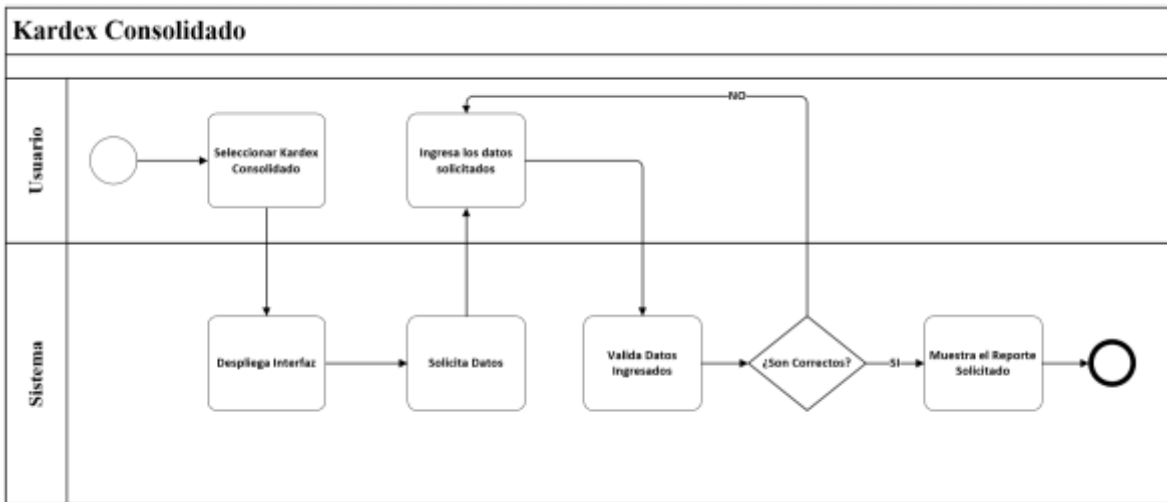 Kardex Consolidado
Usuario
Seleccionar Kardex
Consolidado
Ingresa los datos
solicitados
NO
Sistema
Despliega Interfaz
Solicita Datos
Valida Datos
Ingresados
¿Son Correctos?
SI
Muestra el Reporte
Solicitado